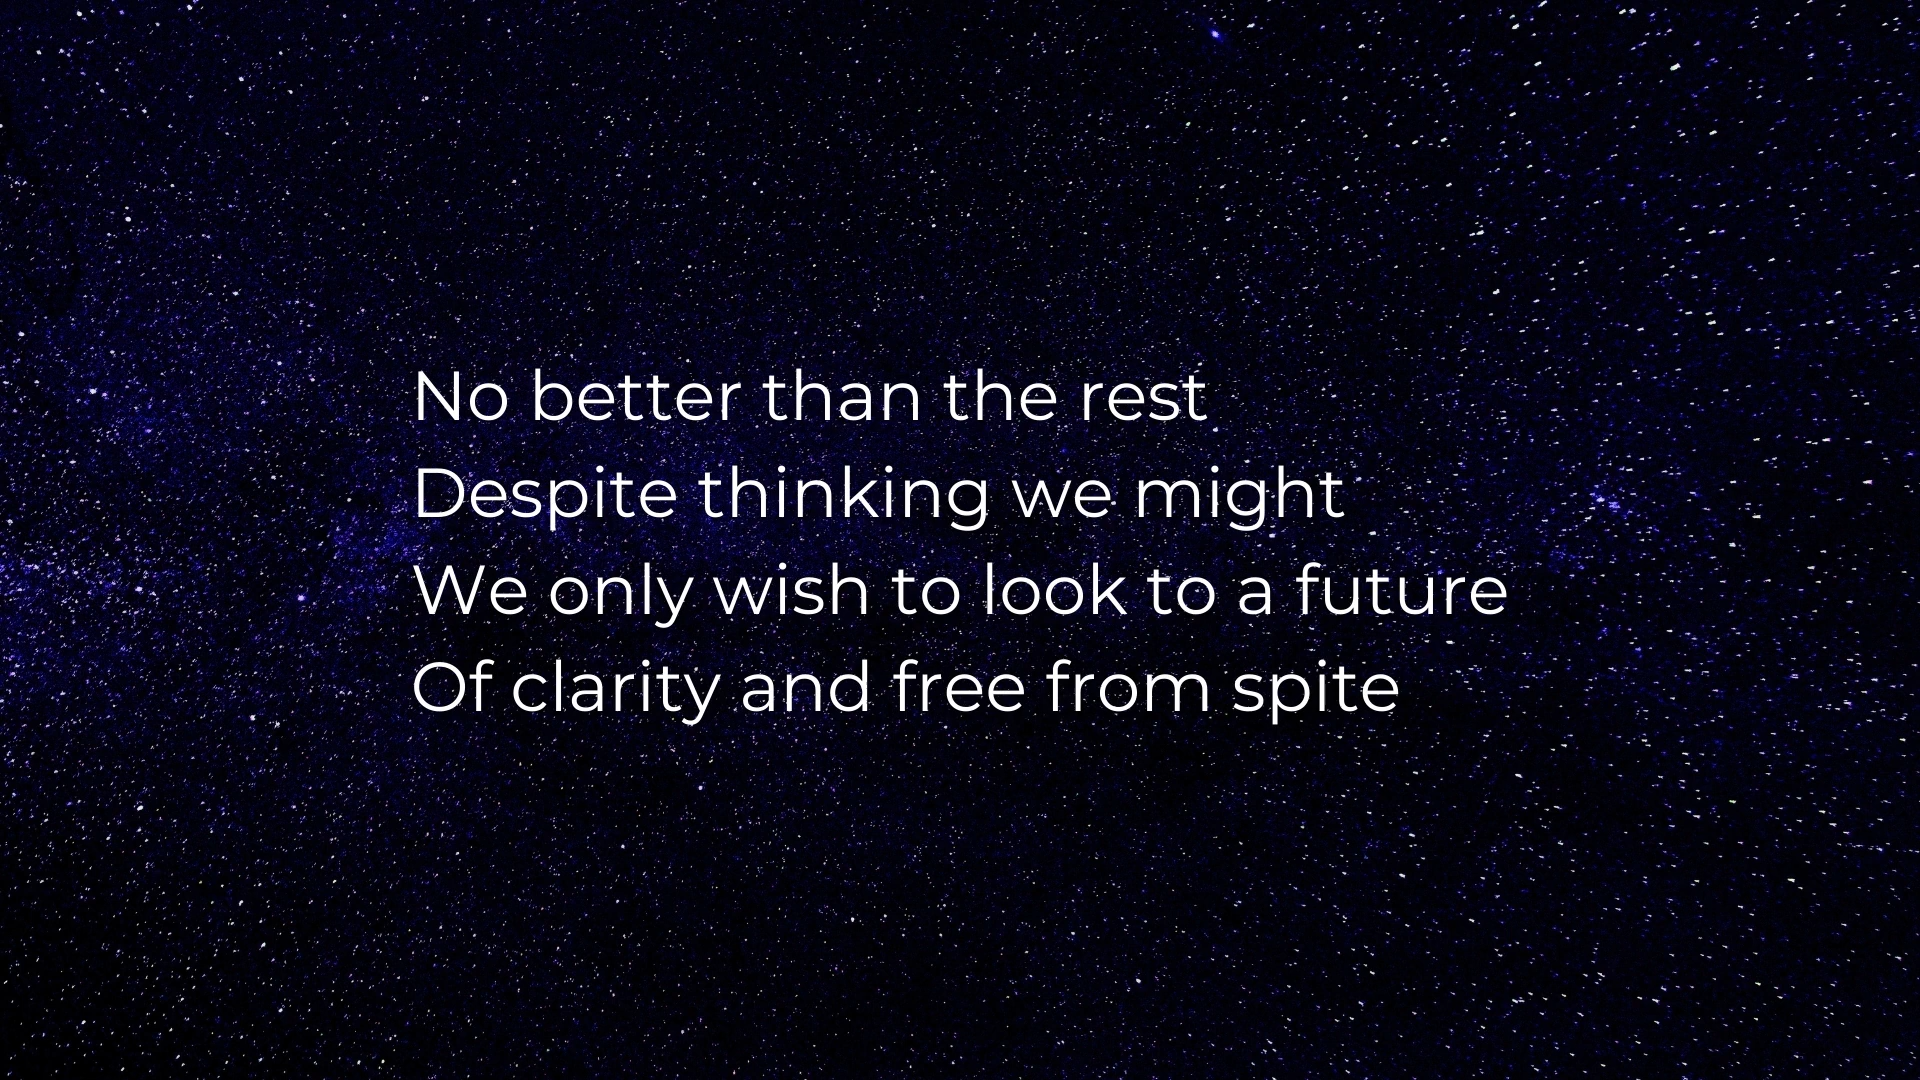 No better than the rest
Despite thinking we might
We only wish to look to a future
Of clarity and free from spite